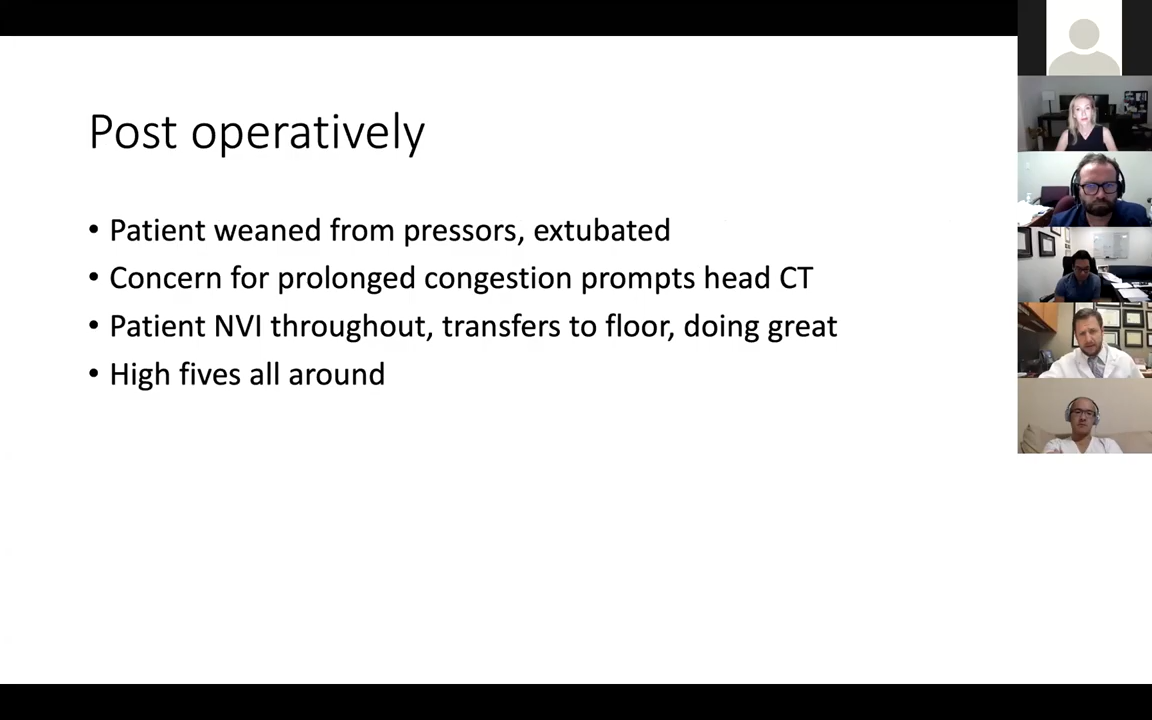 Post operatively
• Patient weaned from pressors, extubated
• Concern for prolonged congestion prompts head CT
• Patient NVI throughout, transfers to floor, doing great
• High fives all around